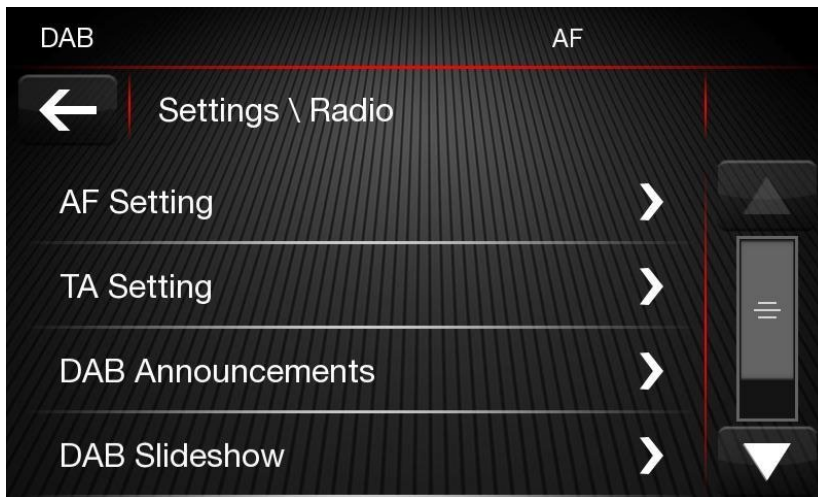 DAB AF
Settings \ Radio
AF Setting
TA Setting
DAB Announcements
DAB Slideshow